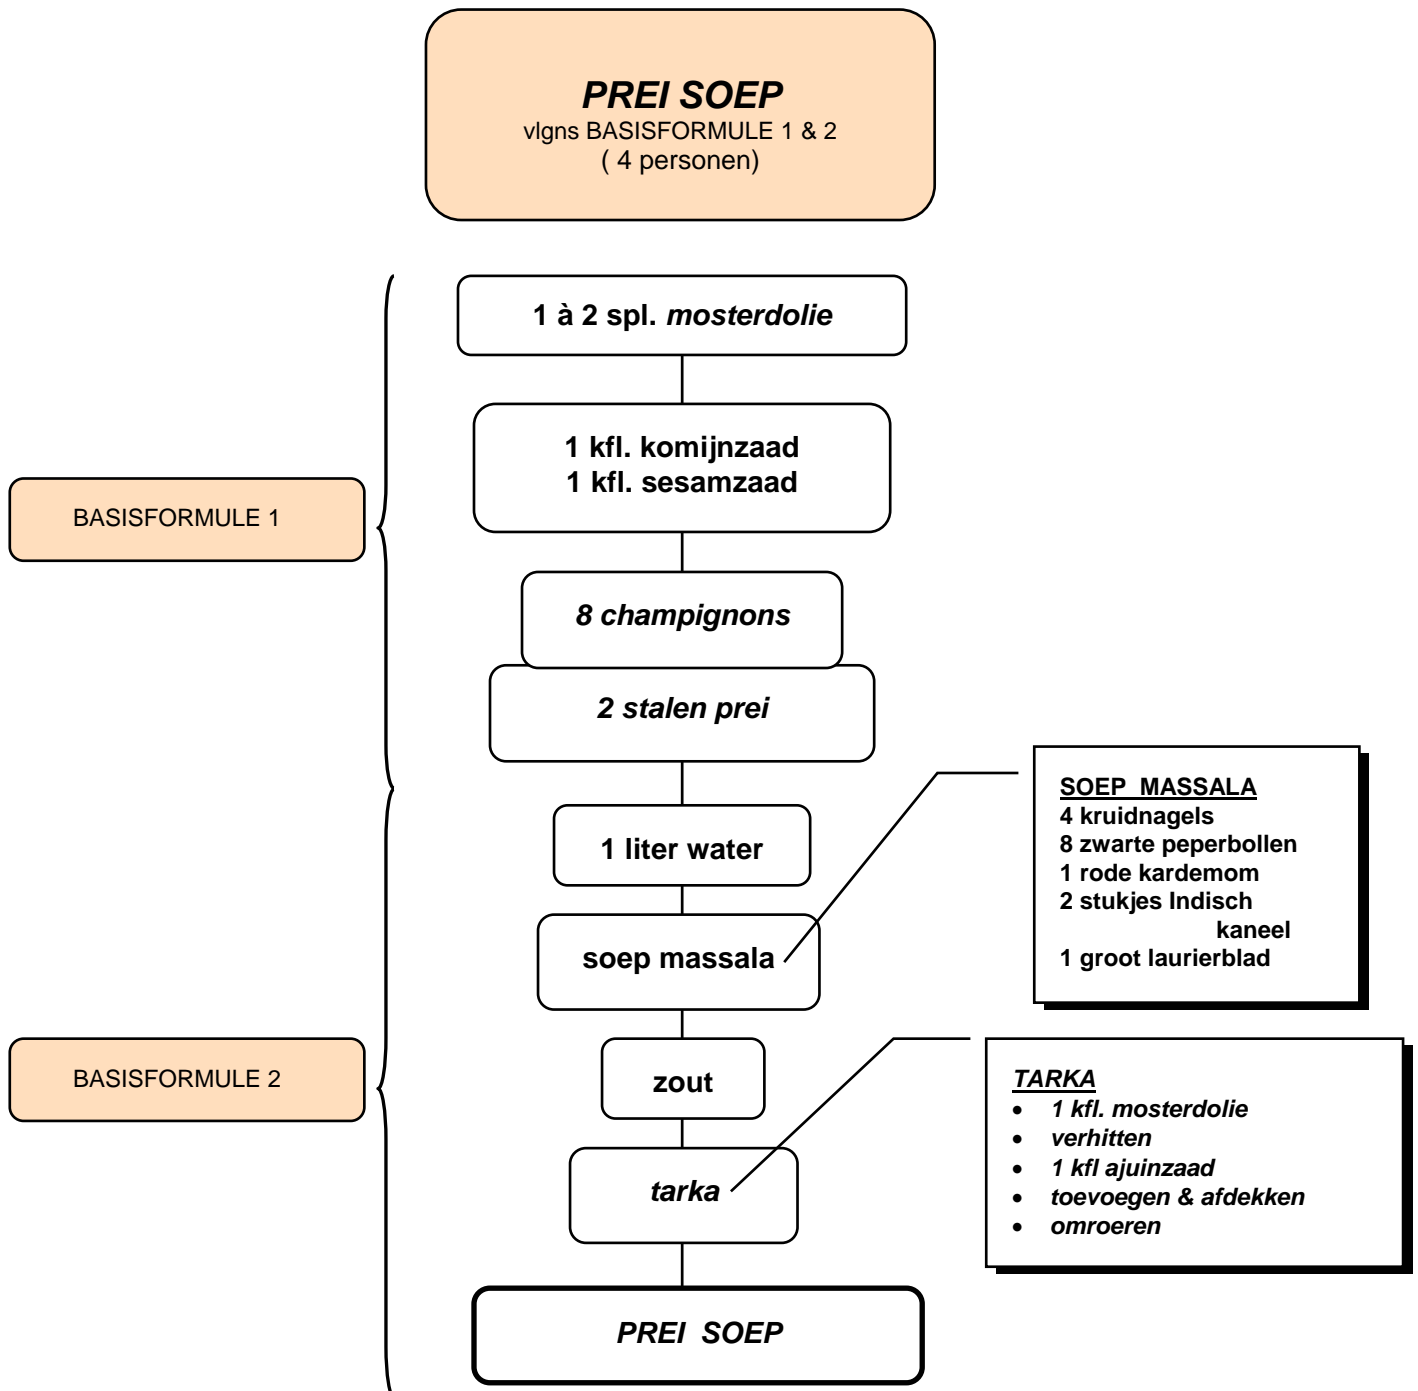 PREI SOEP
vlgns BASISFORMULE 1 & 2
( 4 personen)
1 à 2 spl. mosterdolie
1 kfl. komijnzaad
1 kfl. sesamzaad
BASISFORMULE 1
8 champignons
2 stalen prei
1 liter water
soep massala
SOEP MASSALA
4 kruidnagels
8 zwarte peperbollen
1 rode kardemom
2 stukjes Indisch
kaneel
1 groot laurierblad
BASISFORMULE 2
zout
tarka
TARKA
• 1 kfl. mosterdolie
• verhitten
• 1 kfl ajuinzaad
• toevoegen & afdekken
• omroeren
PREI SOEP